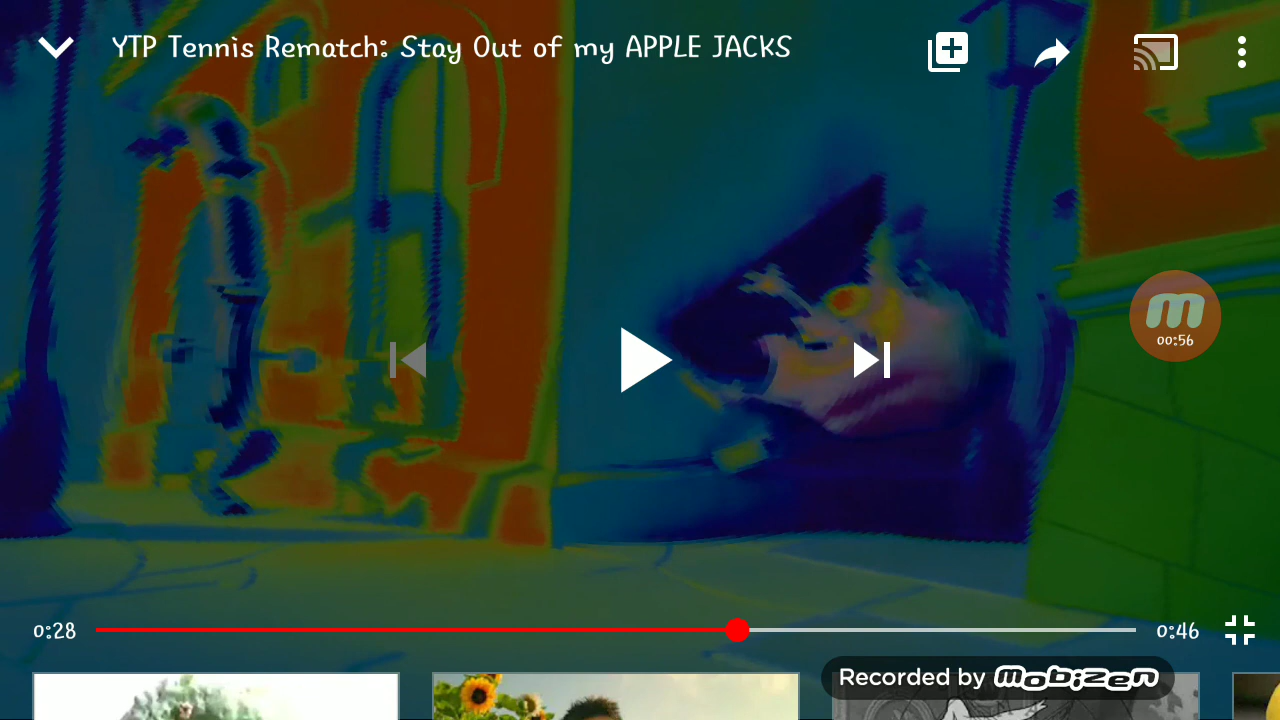 YTP Tennis Rematch: Stay Out of my APPLE JACKS
m
00:56
0:28
0:46
Recorded by mobizen